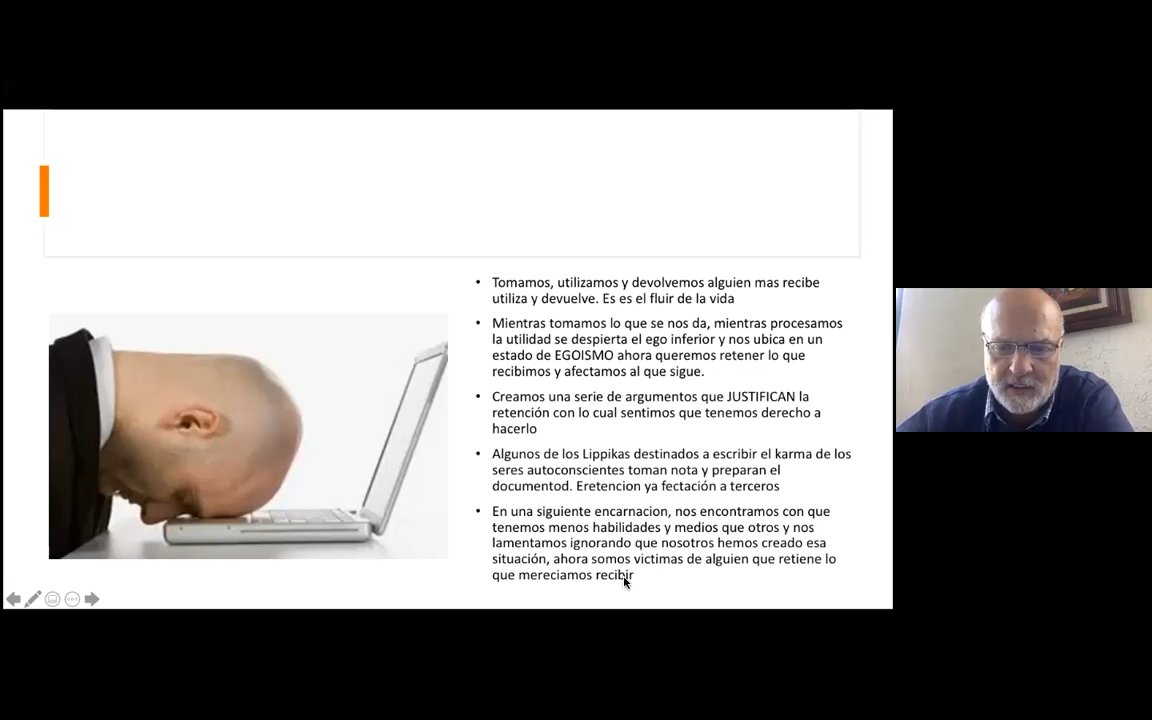 • Tomamos, utilizamos y devolvemos alguien mas recibe
utiliza y devuelve. Es es el fluir de la vida
• Mientras tomamos lo que se nos da, mientras procesamos
la utilidad se despierta el ego inferior y nos ubica en un
estado de EGOISMO ahora queremos retener lo que
recibimos y afectamos al que sigue.
• Creamos una serie de argumentos que JUSTIFICAN la
retención con lo cual sentimos que tenemos derecho a
hacerlo
• Algunos de los Lippikas destinados a escribir el karma de los
seres autoconscientes toman nota y preparan el
documentod. Eretencion ya fectación a terceros
• En una siguiente encarnacion, nos encontramos con que
tenemos menos habilidades y medios que otros y nos
lamentamos ignorando que nosotros hemos creado esa
situación, ahora somos victimas de alguien que retiene lo
que mereciamos recibir